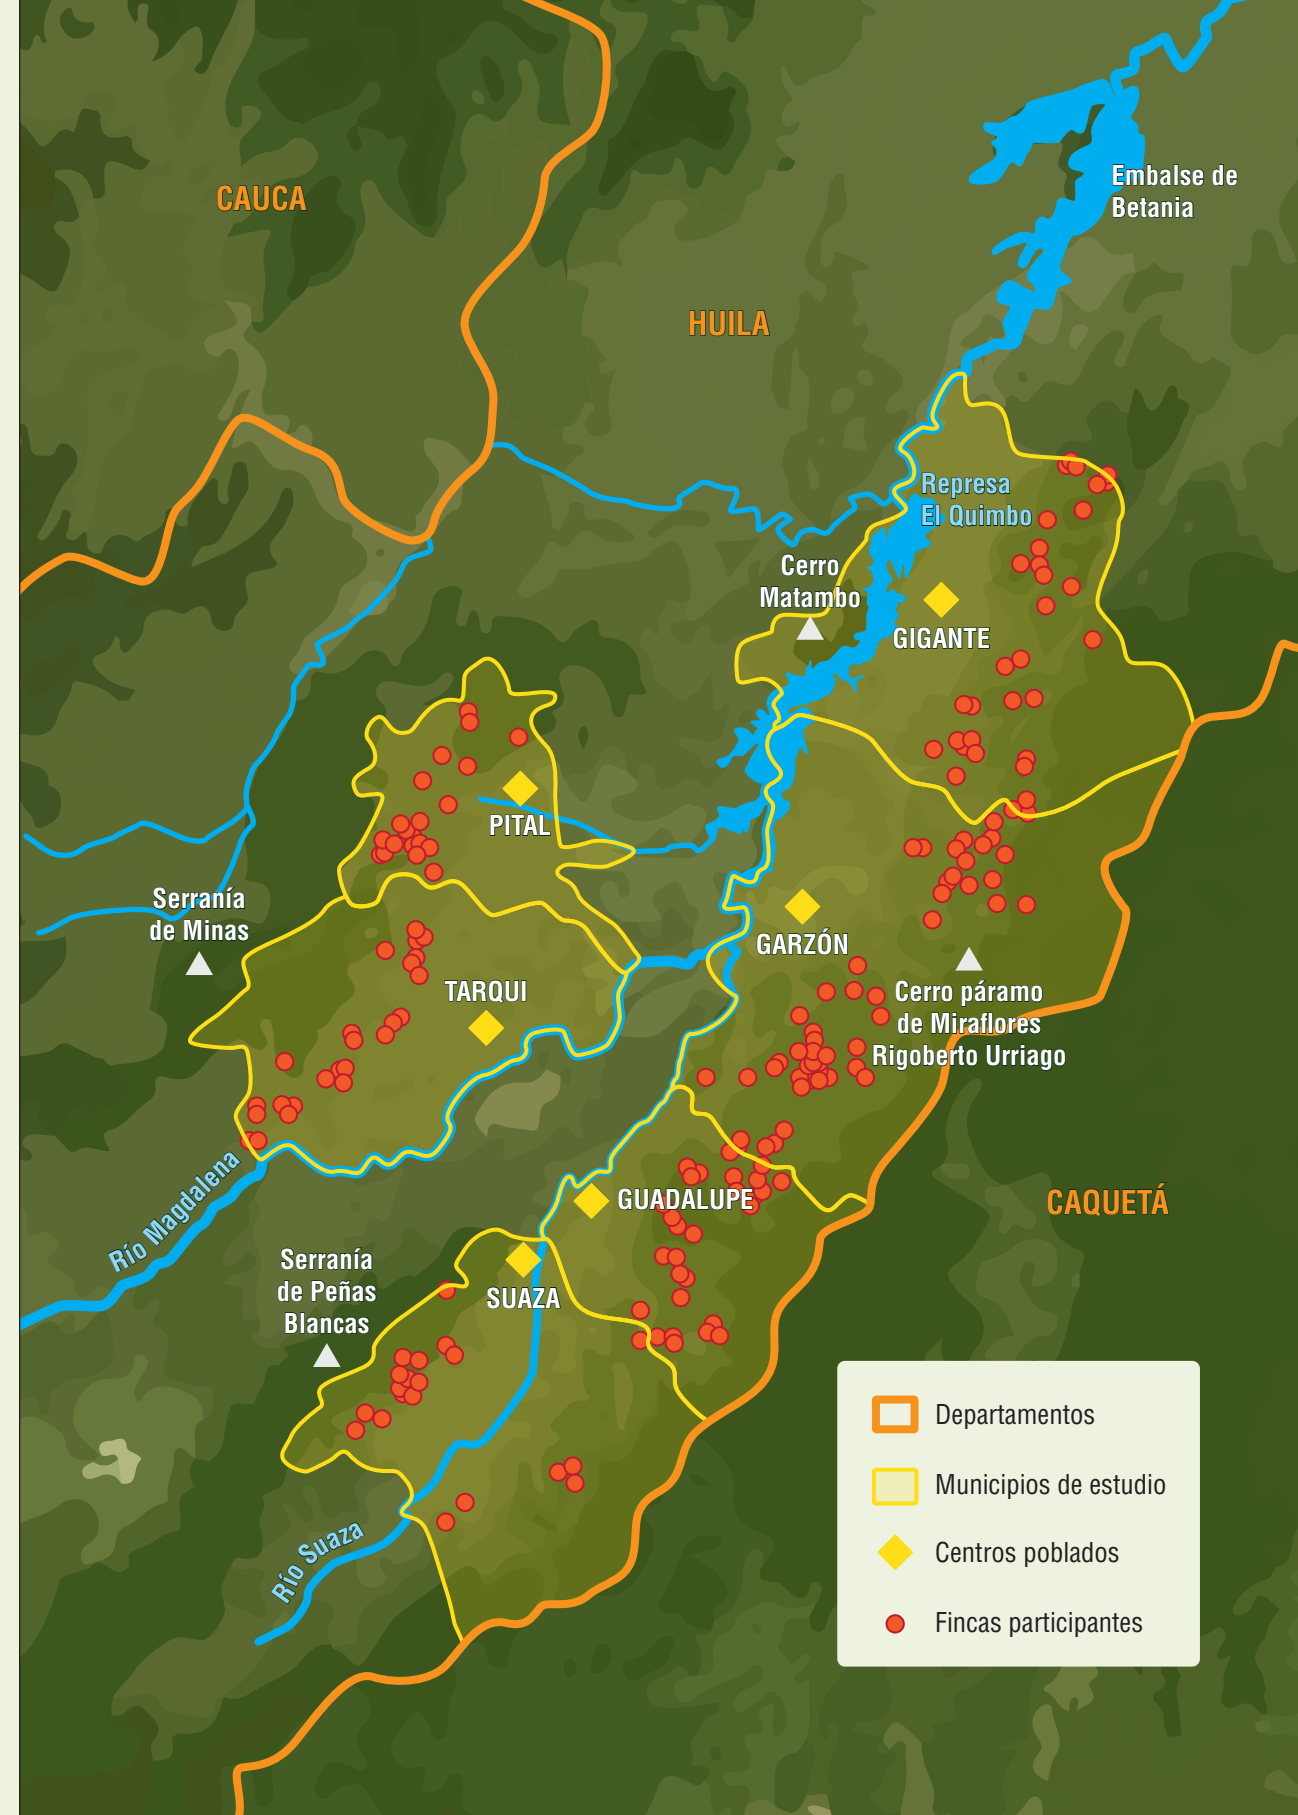 CAUCA
Embalse de
Betania
HUILA
Represa
El Quimbo
Cerro
Matambo
GIGANTE
PITAL
Serranía
de Minas
GARZÓN
TARQUI
Cerro páramo
de Miraflores
Rigoberto Urriago
Río Magdalena
GUADALUPE
CAQUETÁ
Serranía
de Peñas
Blancas
SUAZA
Río Suaza
Departamentos
Municipios de estudio
Centros poblados
Fincas participantes